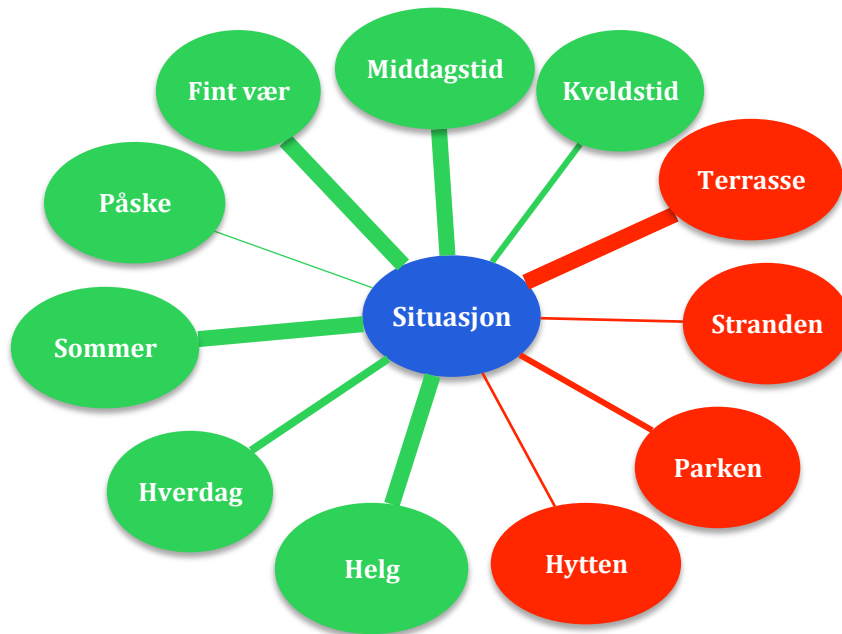 Middagstid
Fint vær
Kveldstid
Terrasse
Påske
Situasjon
Stranden
Sommer
Parken
Hverdag
Hytten
Helg